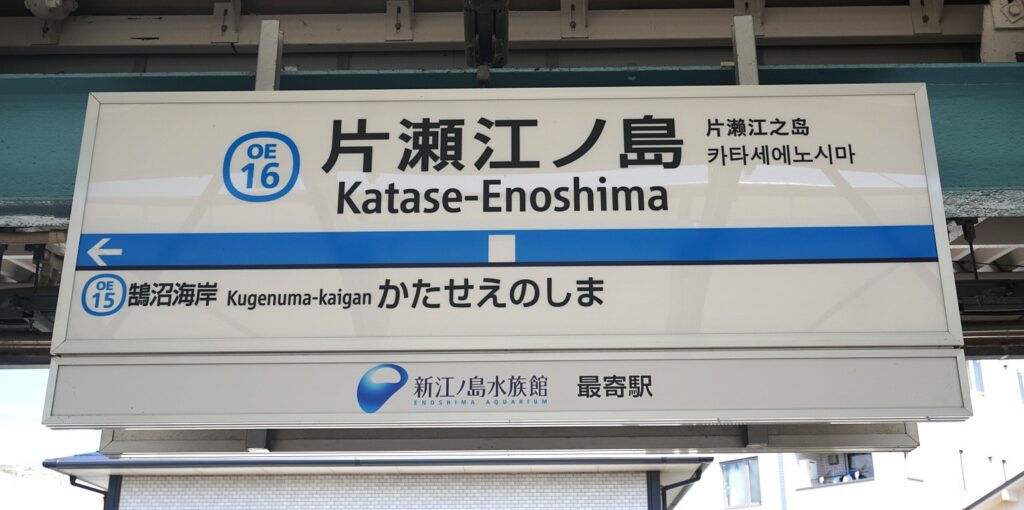 OE
16
片瀬江ノ島
Katase-Enoshima
片濑江之岛
카타세에노시마
←
OE
15
鵠沼海岸 Kugenuma-kaigan かたせえのしま
新江ノ島水族館 最寄駅
ENOSHIMA AQUARIUM